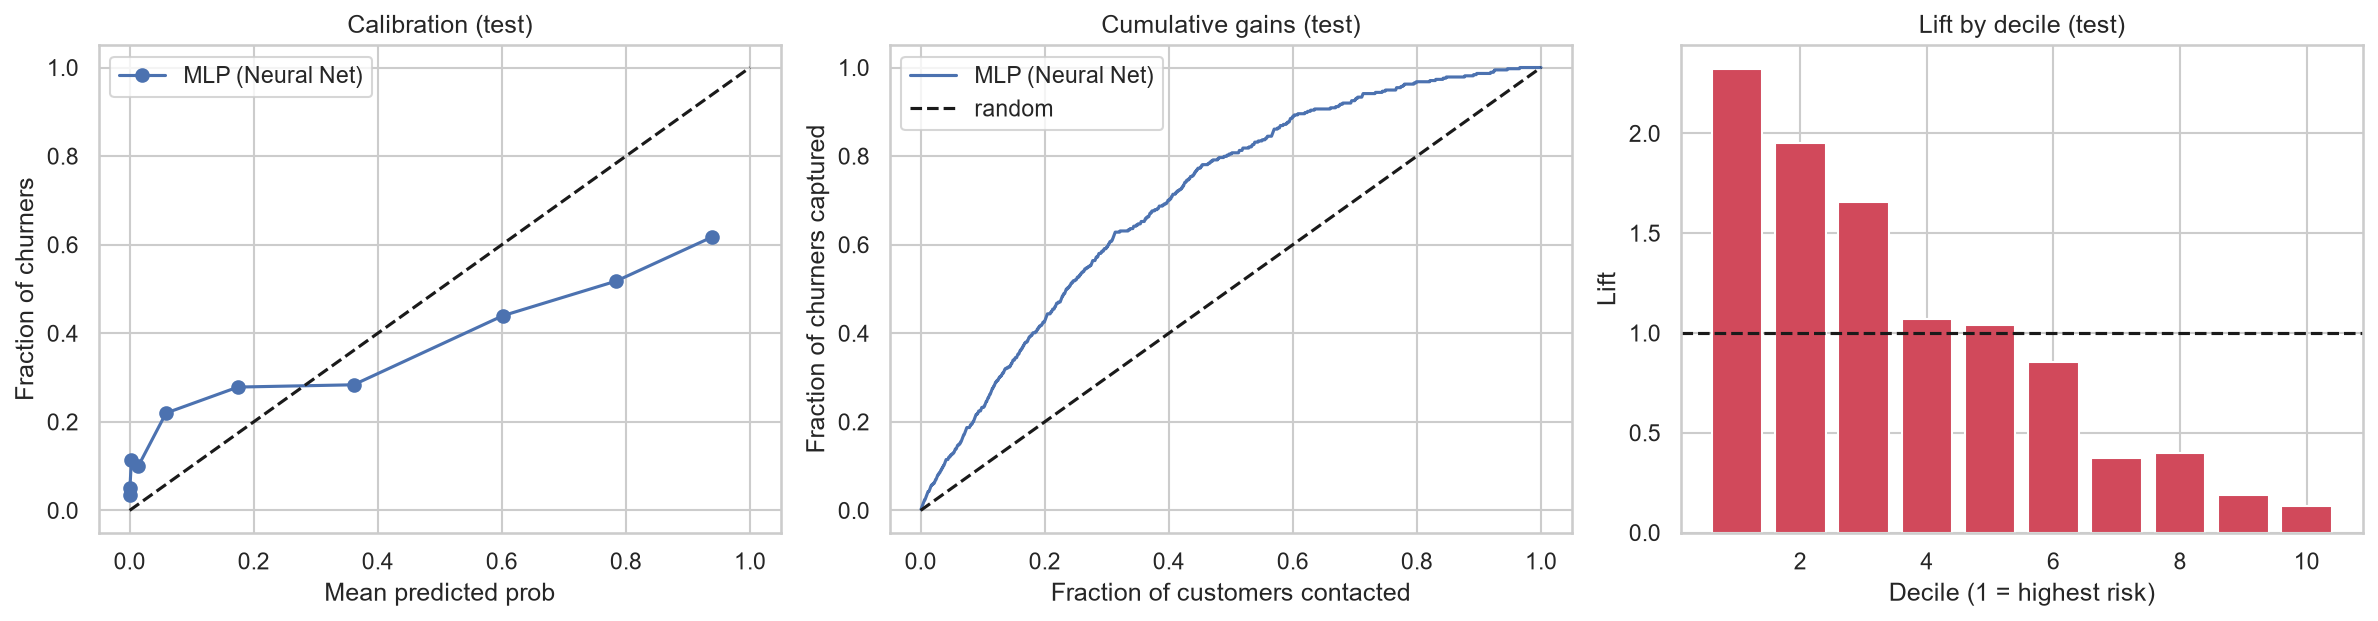 Calibration (test)
MLP (Neural Net)
1.0
0.8
0.6
0.4
0.2
0.0
Fraction of churners
0.0 0.2 0.4 0.6 0.8 1.0
Mean predicted prob
Cumulative gains (test)
MLP (Neural Net)
random
1.0
0.8
0.6
0.4
0.2
0.0
Fraction of churners captured
0.0 0.2 0.4 0.6 0.8 1.0
Fraction of customers contacted
Lift by decile (test)
2.0
1.5
1.0
0.5
0.0
Lift
2 4 6 8 10
Decile (1 = highest risk)